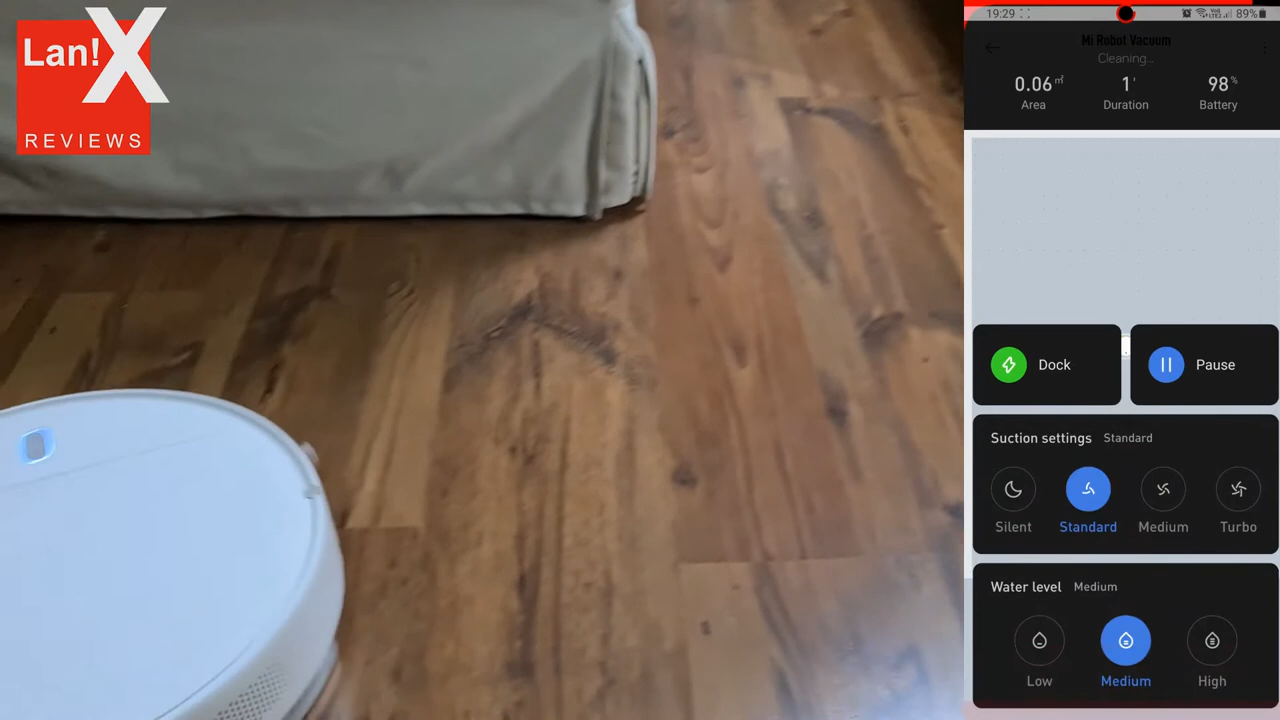 Lan!X
REVIEWS
19:29
89%
Mi Robot Vacuum
Cleaning...
0.06 m² 1' 98 %
Area Duration Battery
Dock Pause
Suction settings Standard
Silent Standard Medium Turbo
Water level Medium
Low Medium High